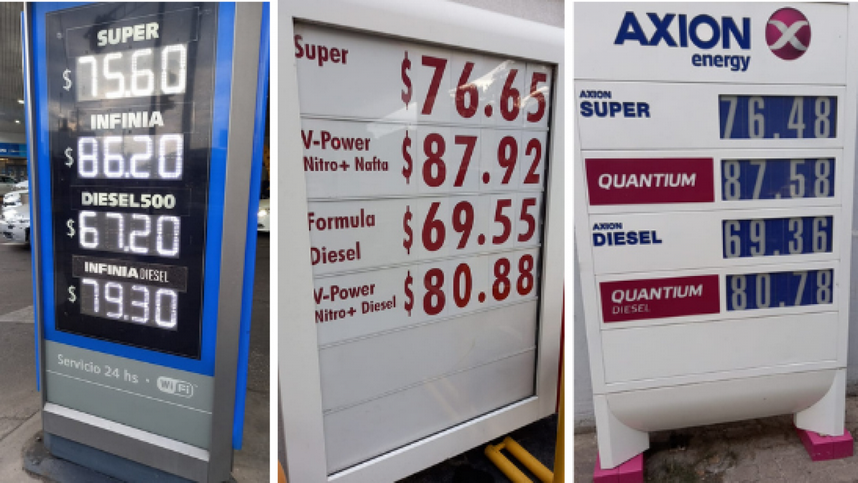 SUPER
$75.60
INFINIA
$86.20
DIESEL500
$67.20
INFINIA DIESEL
$79.30
Servicio 24 hs · WiFi
Super
$76.65
V-Power
Nitro+ Nafta
$87.92
Formula
Diesel
$69.55
V-Power
Nitro+ Diesel
$80.88
AXION
energy
AXION
SUPER
76.48
QUANTIUM
87.58
AXION
DIESEL
69.36
QUANTIUM
DIESEL
80.78